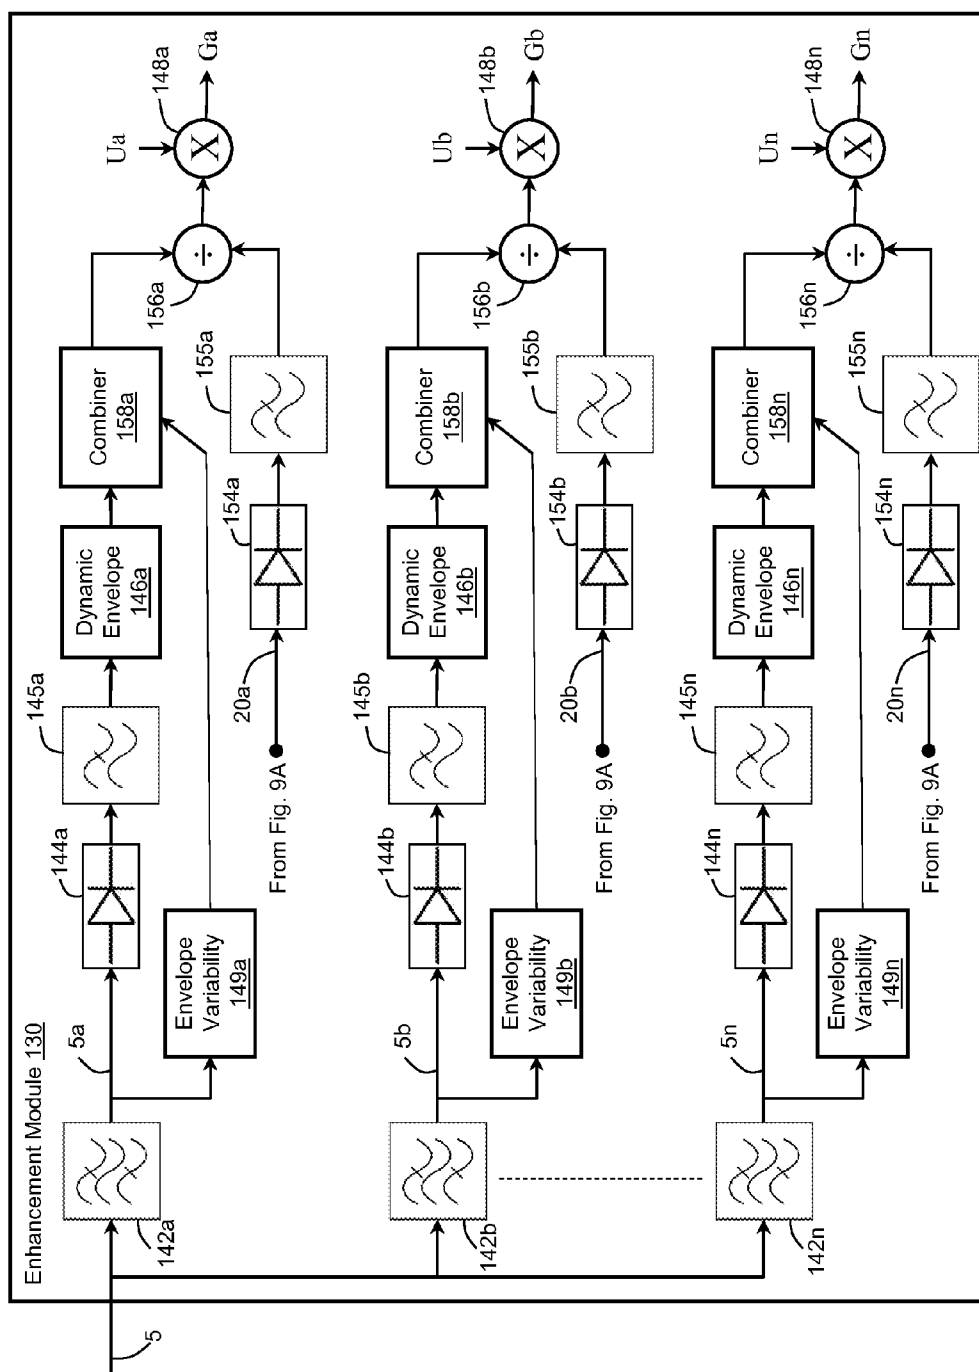 Enhancement Module 130
5
142a
5a
144a
145a
Dynamic
Envelope
146a
Combiner
158a
156a
148a
Ua
X
Ga
÷
Envelope
Variability
149a
From Fig. 9A
20a
154a
155a
142b
5b
144b
145b
Dynamic
Envelope
146b
Combiner
158b
156b
148b
Ub
X
Gb
÷
Envelope
Variability
149b
From Fig. 9A
20b
154b
155b
142n
5n
144n
145n
Dynamic
Envelope
146n
Combiner
158n
156n
148n
Un
X
Gn
÷
Envelope
Variability
149n
From Fig. 9A
20n
154n
155n